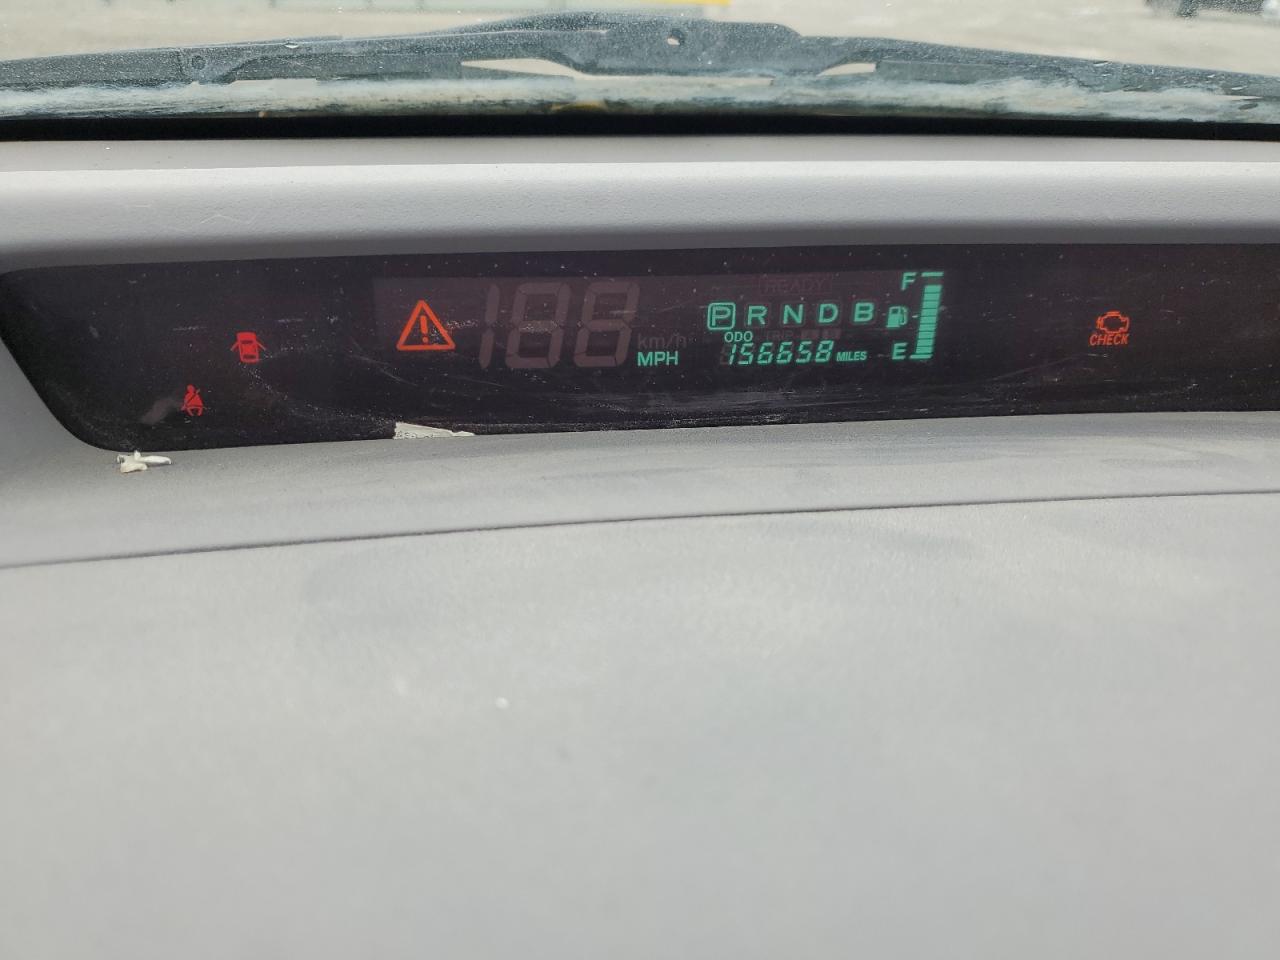 READY
F
P R N D B
188 km/h
MPH
ODO
156658 MILES
E
CHECK